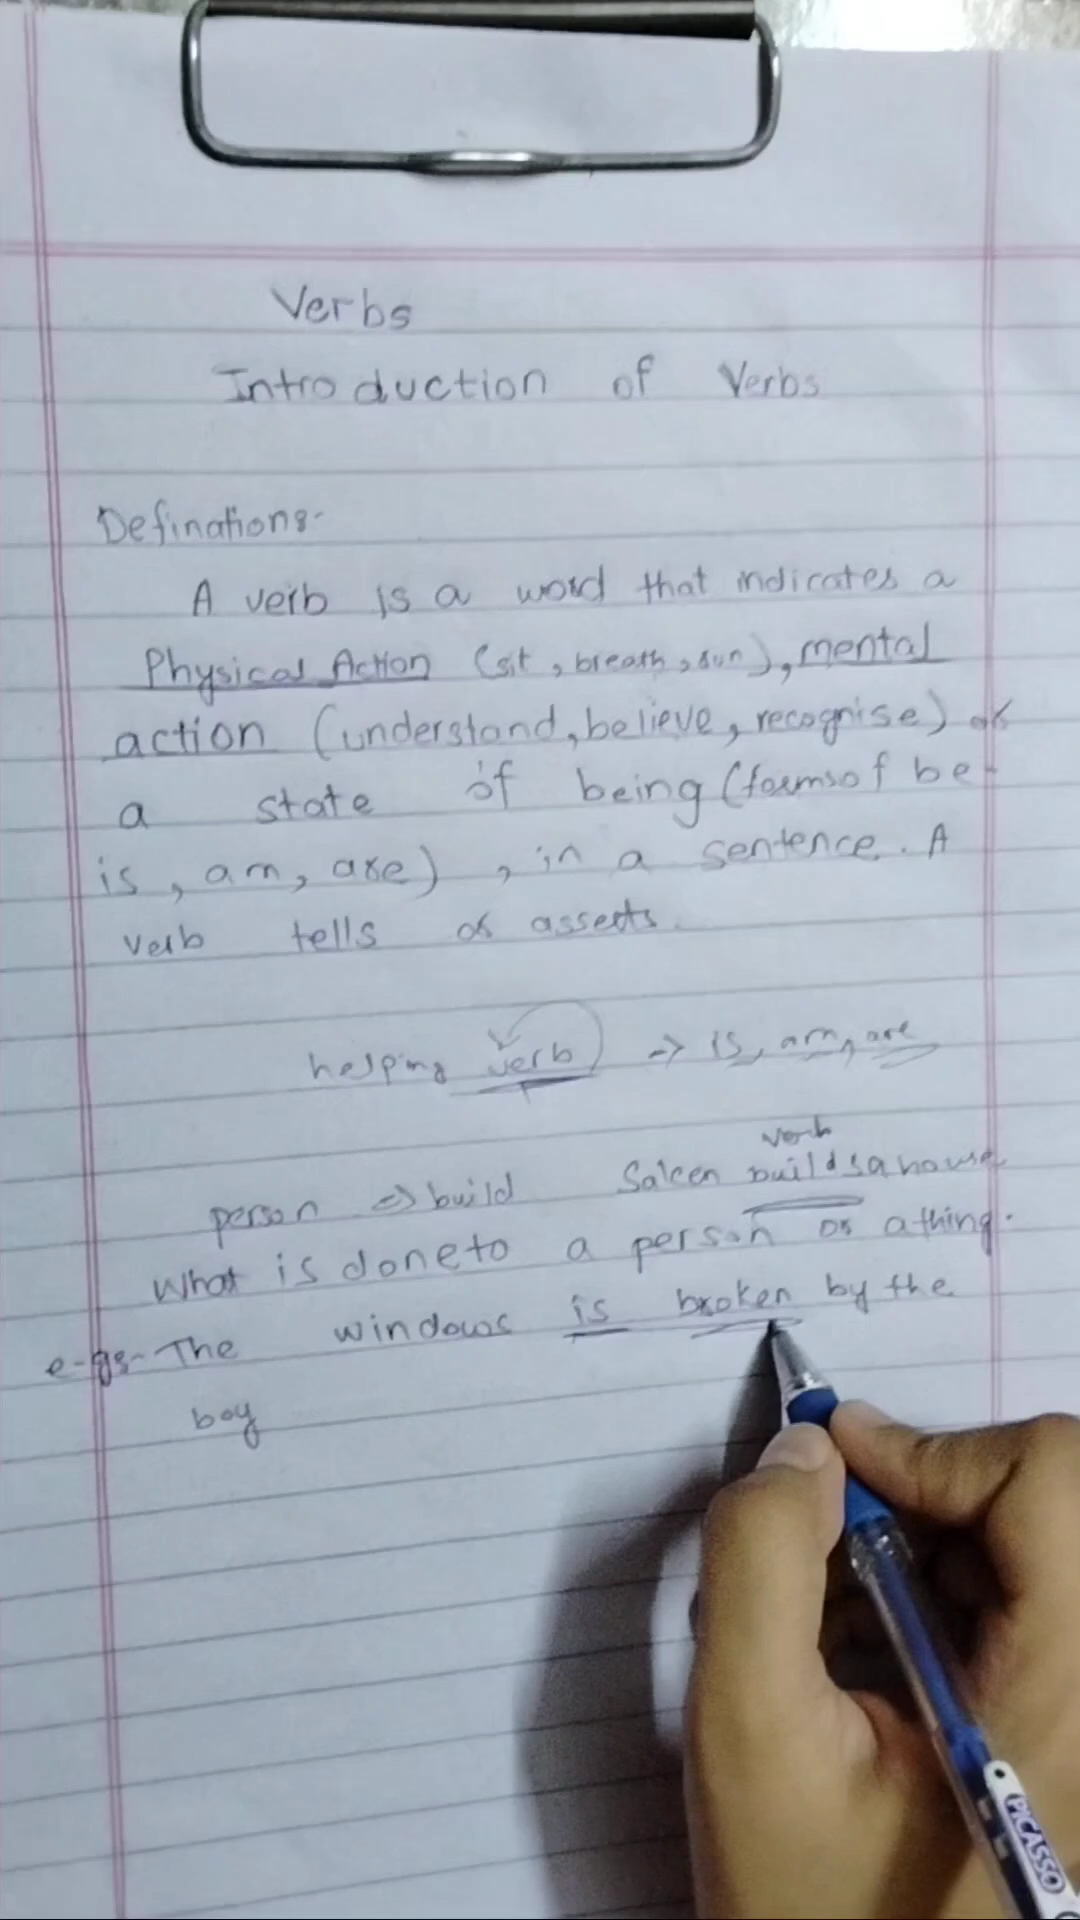 Verbs
Introduction of Verbs
Definations:-
A verb is a word that indicates a
Physical Action (sit, breath, run), mental
action (understand, believe, recognise) or
a state of being (forms of be-
is, am, are), in a sentence. A
verb tells or asserts.
helping verb → is, am, are
verb
person => build Saleen builds a house
What is done to a person or a thing.
e-gs- The windows is broken by the
boy
PICASSO